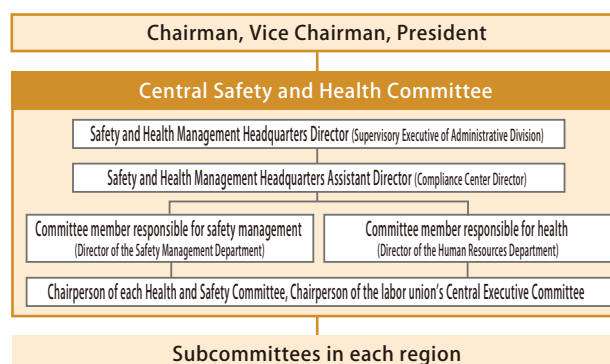 Chairman, Vice Chairman, President
Central Safety and Health Committee
Safety and Health Management Headquarters Director (Supervisory Executive of Administrative Division)
Safety and Health Management Headquarters Assistant Director (Compliance Center Director)
Committee member responsible for safety management
(Director of the Safety Management Department)
Committee member responsible for health
(Director of the Human Resources Department)
Chairperson of each Health and Safety Committee, Chairperson of the labor union's Central Executive Committee
Subcommittees in each region